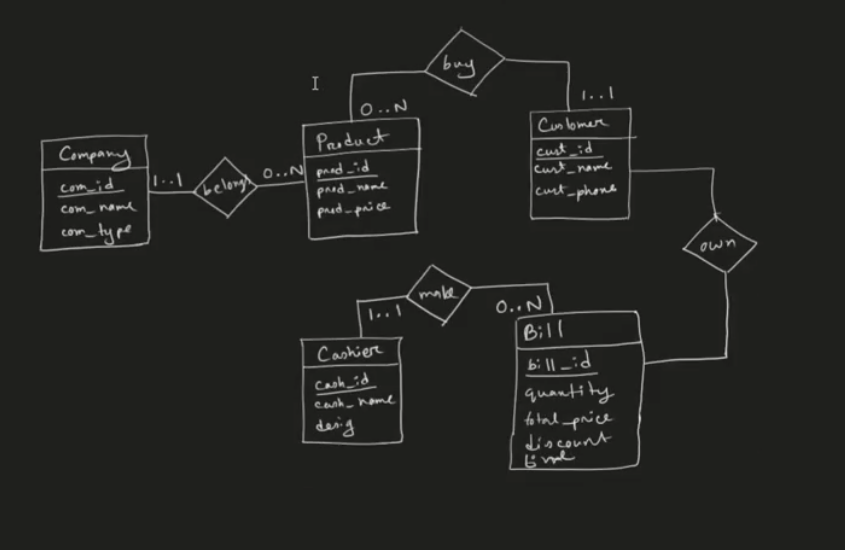 buy
0..N
1..1
Company
com_id
com_name
com_type
1..1
belongs
0..N
Product
prod_id
prod_name
prod_price
Customer
cust_id
cust_name
cust_phone
own
make
1..1
0..N
Cashier
cash_id
cash_name
desig
Bill
bill_id
quantity
total_price
discount